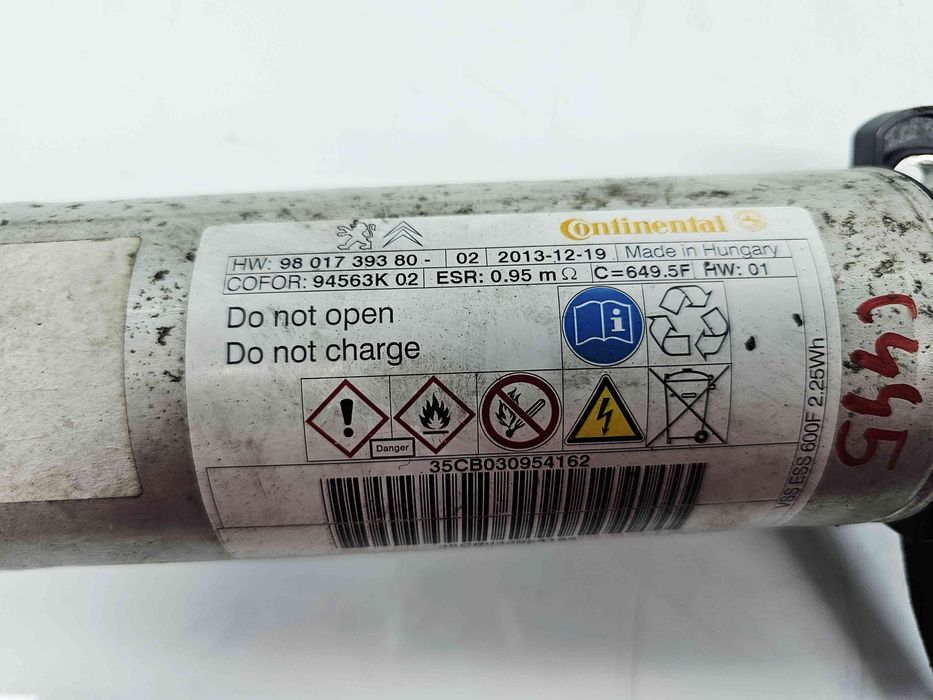 Continental
HW: 98 017 393 80 - 02 2013-12-19 Made in Hungary
COFOR: 94563K 02 ESR: 0.95 mΩ C=649.5F HW: 01
Do not open
Do not charge
i
Danger
35CB030954162
VSS ESS 600F 2.25Wh
C445